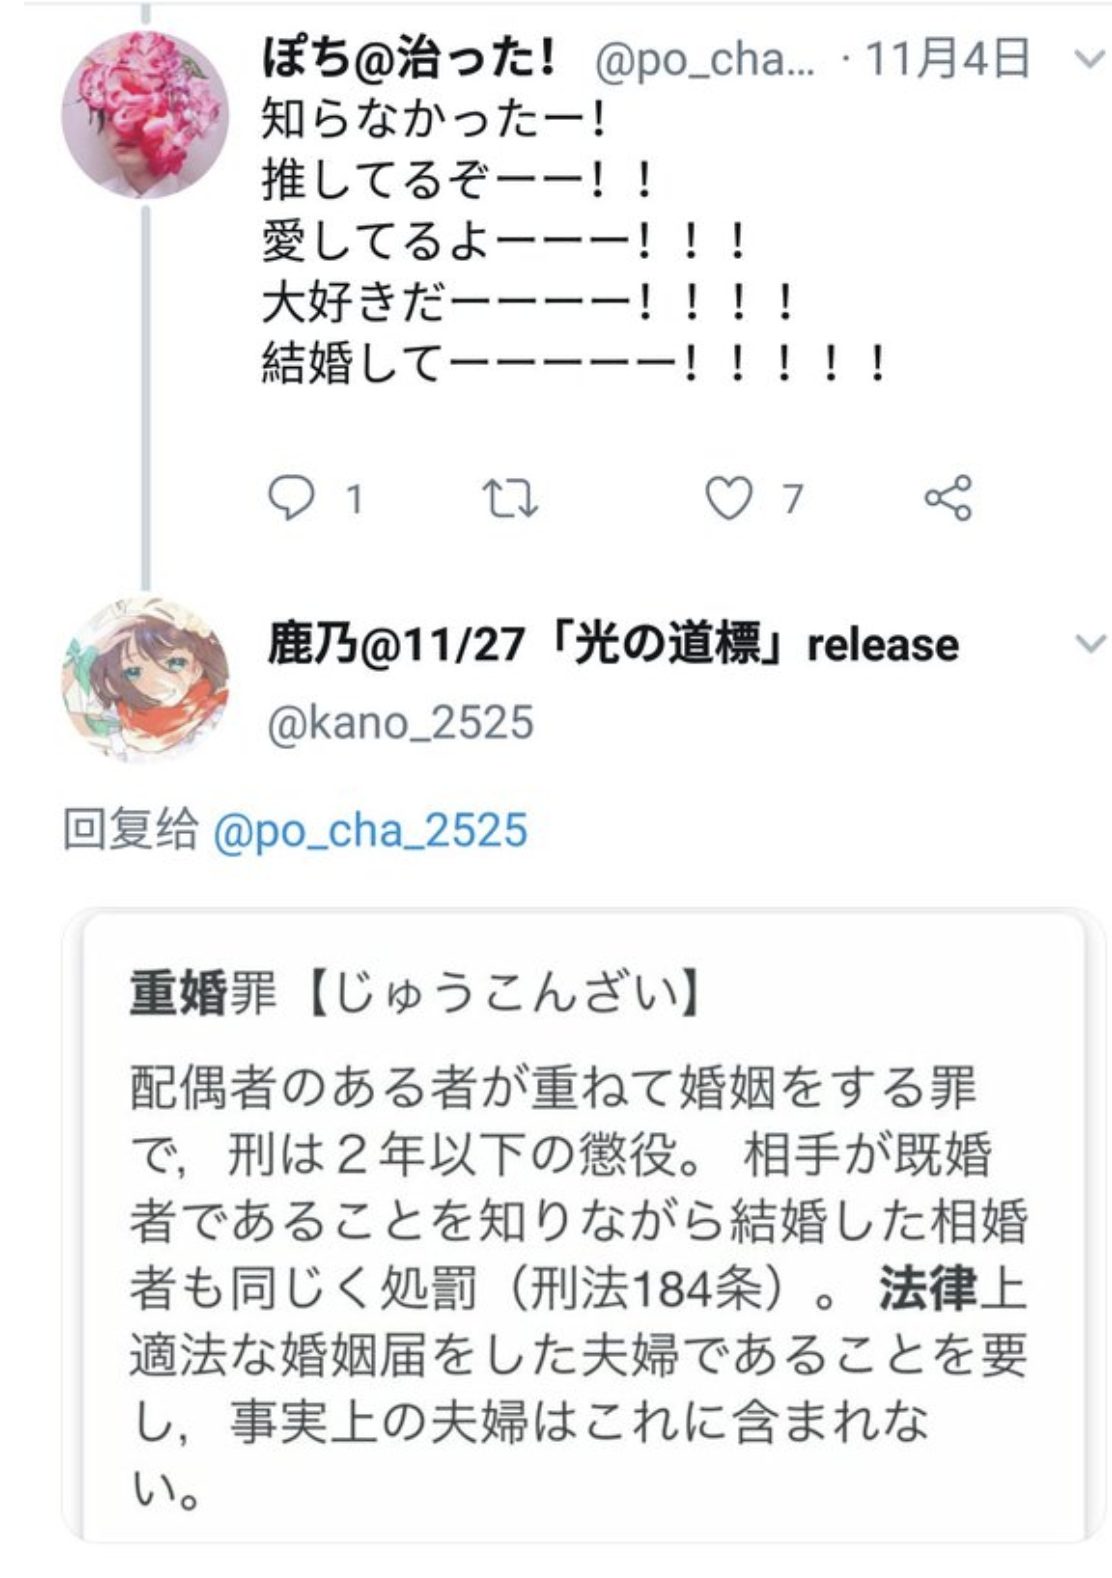 ぽち@治った! @po_cha... · 11月4日
知らなかったー!
推してるぞーー!!
愛してるよーーー!!!
大好きだーーーー!!!!
結婚してーーーーー!!!!!
1 7
鹿乃@11/27「光の道標」release
@kano_2525
回复给 @po_cha_2525
重婚罪【じゅうこんざい】
配偶者のある者が重ねて婚姻をする罪
で,刑は2年以下の懲役。 相手が既婚
者であることを知りながら結婚した相婚
者も同じく処罰(刑法184条)。 法律上
適法な婚姻届をした夫婦であることを要
し,事実上の夫婦はこれに含まれな
い。